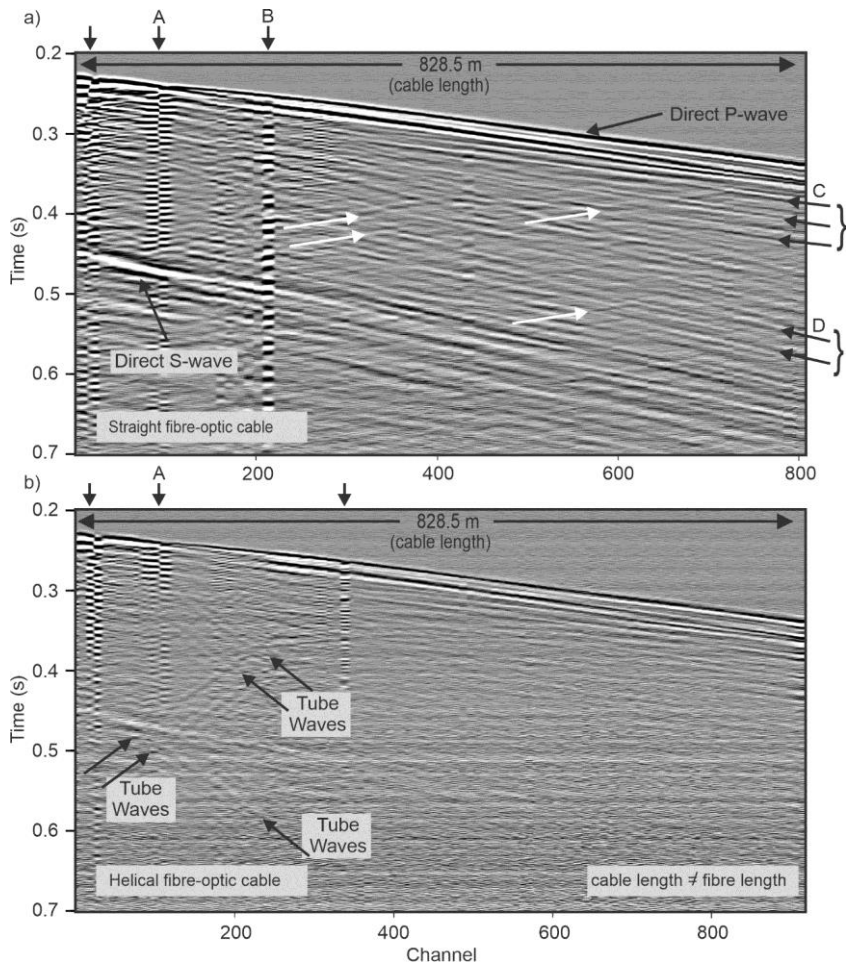 a)
A
B
0.2
828.5 m
(cable length)
Direct P-wave
0.3
C
0.4
Time (s)
0.5
D
Direct S-wave
0.6
Straight fibre-optic cable
0.7
200
400
600
800
b)
A
0.2
828.5 m
(cable length)
0.3
0.4
Tube
Waves
Time (s)
0.5
Tube
Waves
Tube
Waves
0.6
Helical fibre-optic cable
cable length ≠ fibre length
0.7
200
400
600
800
Channel